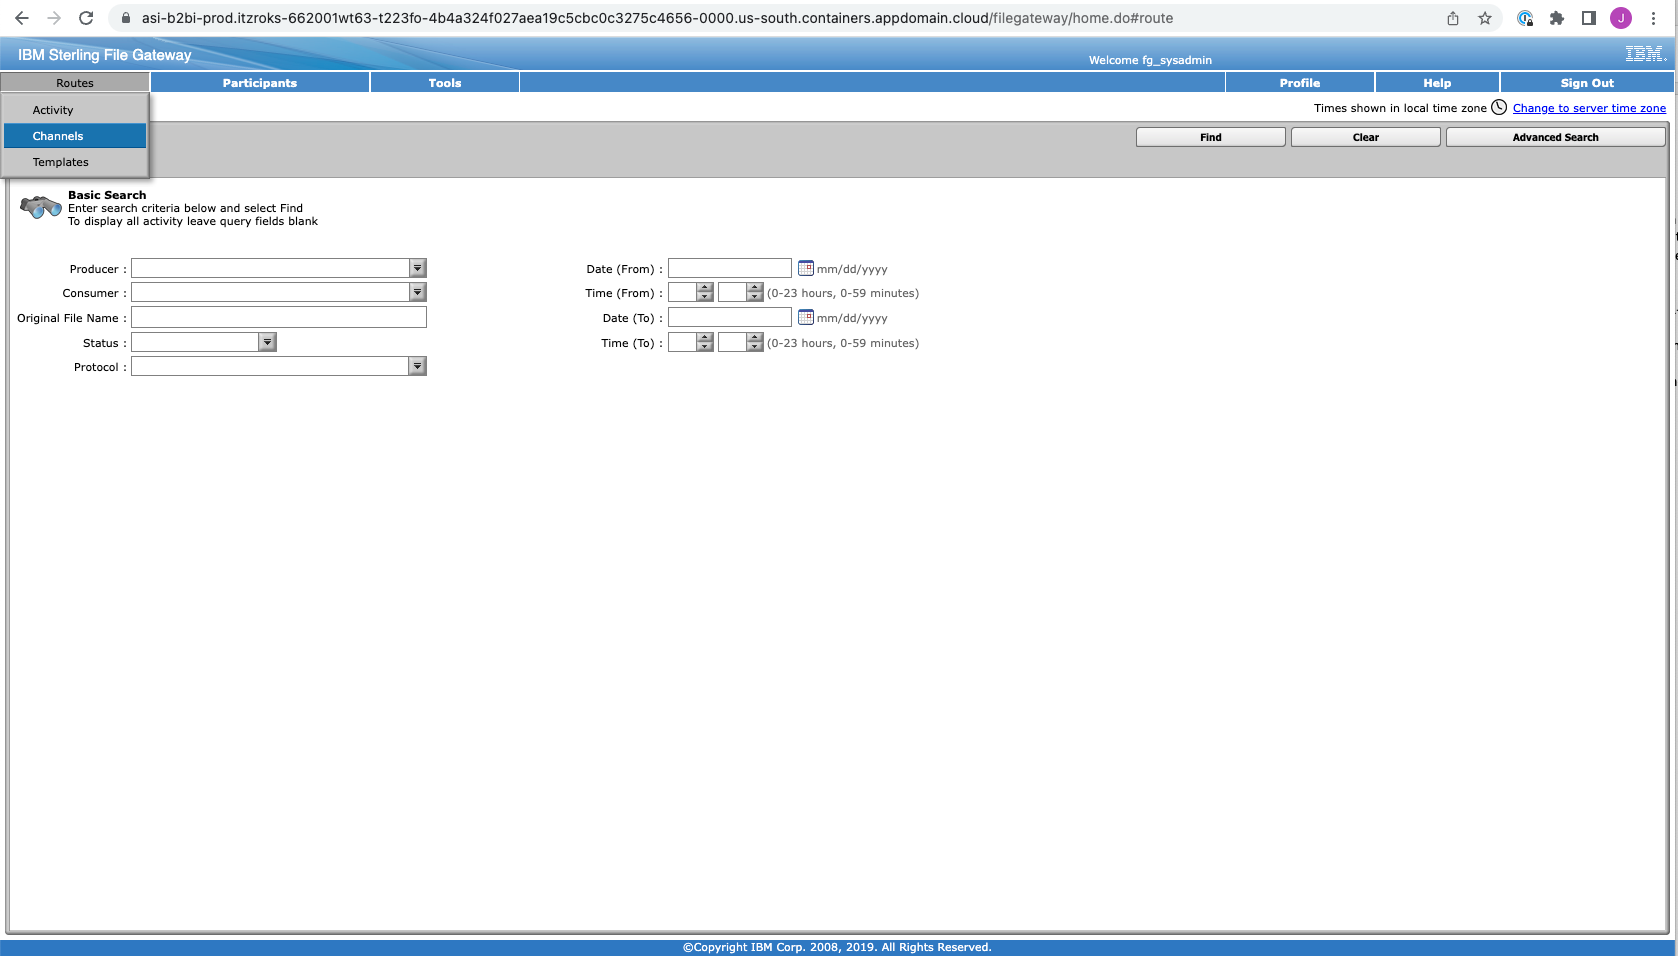 asi-b2bi-prod.itzroks-662001wt63-t223fo-4b4a324f027aea19c5cbc0c3275c4656-0000.us-south.containers.appdomain.cloud/filegateway/home.do#route
J
IBM Sterling File Gateway
Welcome fg_sysadmin
IBM.
Routes Participants Tools Profile Help Sign Out
Times shown in local time zone Change to server time zone
Activity
Channels
Templates
Find Clear Advanced Search
Basic Search
Enter search criteria below and select Find
To display all activity leave query fields blank
Producer : Date (From) : mm/dd/yyyy
Consumer : Time (From) : (0-23 hours, 0-59 minutes)
Original File Name : Date (To) : mm/dd/yyyy
Status : Time (To) : (0-23 hours, 0-59 minutes)
Protocol :
©Copyright IBM Corp. 2008, 2019. All Rights Reserved.